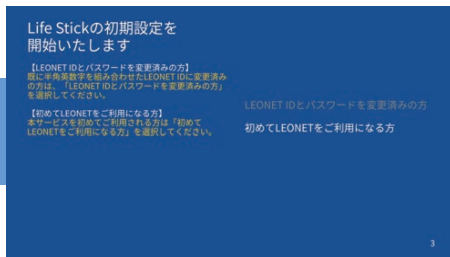 Life Stickの初期設定を
開始いたします
【LEONET IDとパスワードを変更済みの方】
既に半角英数字を組み合わせたLEONET IDに変更済み
の方は、「LEONET IDとパスワードを変更済みの方」
を選択してください。
【初めてLEONETをご利用になる方】
本サービスを初めてご利用される方は「初めて
LEONETをご利用になる方」を選択してください。
LEONET IDとパスワードを変更済みの方
初めてLEONETをご利用になる方
3